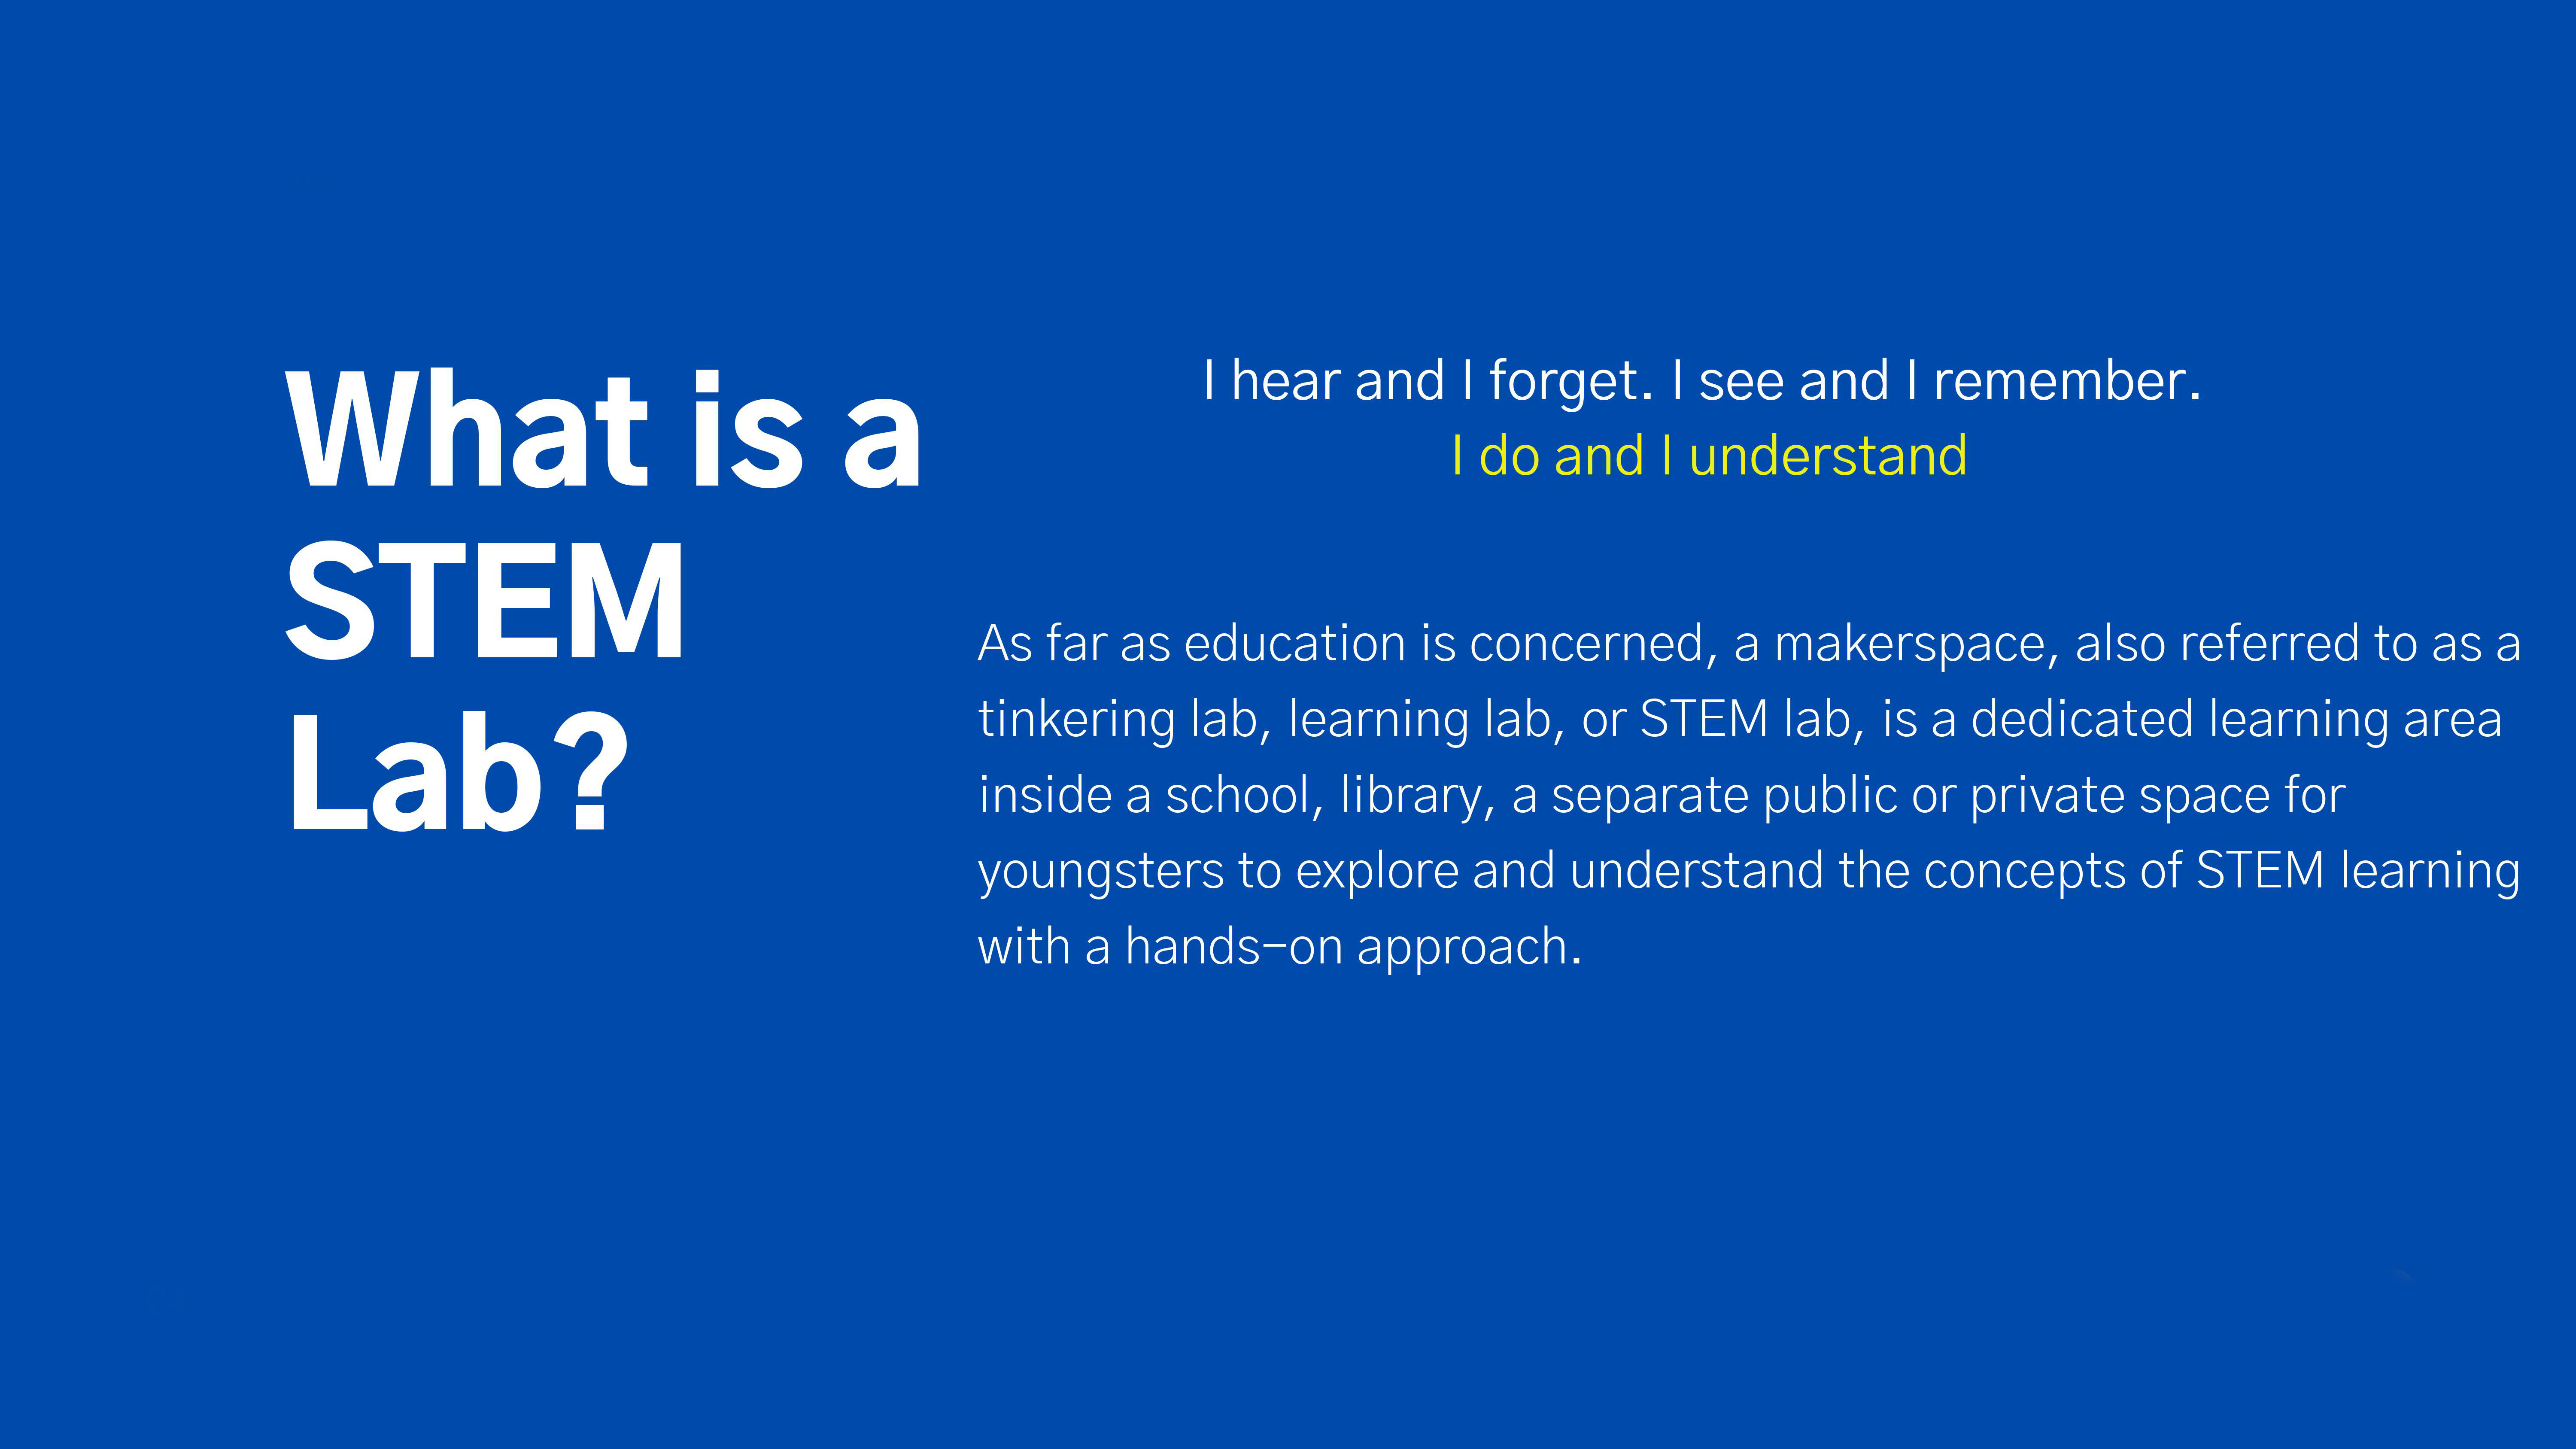 What is a
STEM
Lab?
I hear and I forget. I see and I remember.
I do and I understand
As far as education is concerned, a makerspace, also referred to as a
tinkering lab, learning lab, or STEM lab, is a dedicated learning area
inside a school, library, a separate public or private space for
youngsters to explore and understand the concepts of STEM learning
with a hands-on approach.